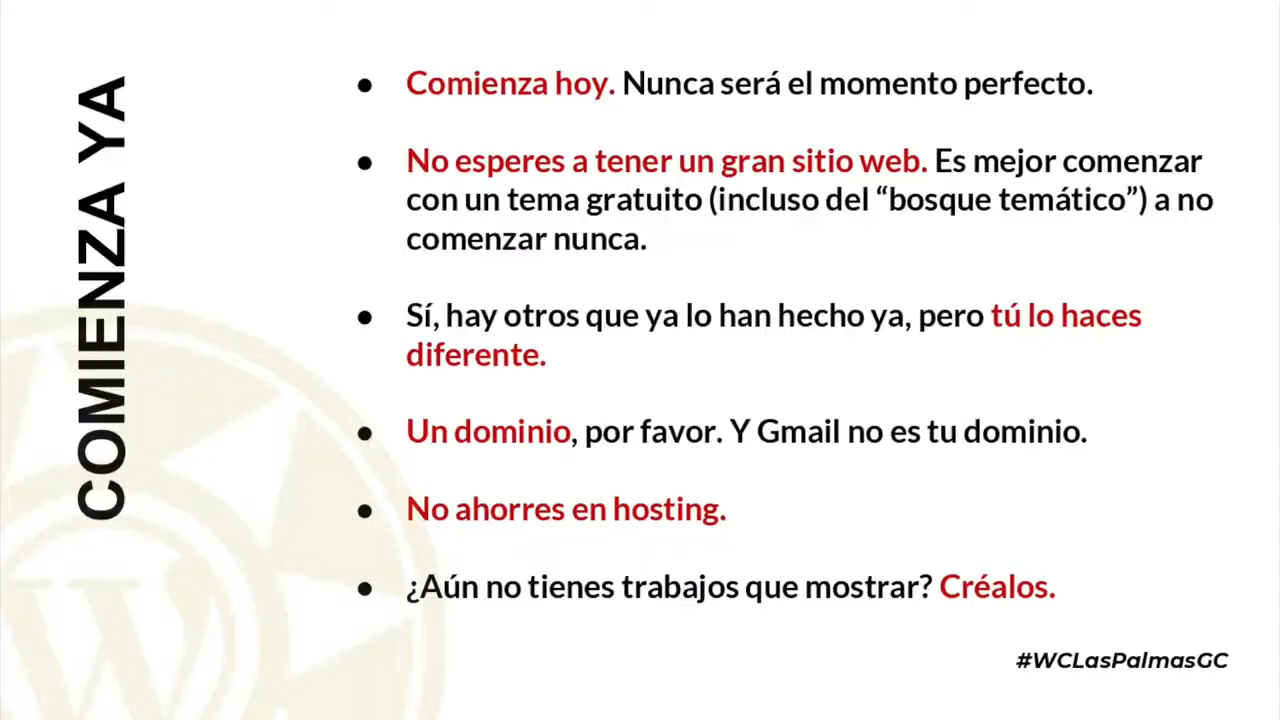 COMIENZA YA
● Comienza hoy. Nunca será el momento perfecto.
● No esperes a tener un gran sitio web. Es mejor comenzar
con un tema gratuito (incluso del “bosque temático”) a no
comenzar nunca.
● Sí, hay otros que ya lo han hecho ya, pero tú lo haces
diferente.
● Un dominio, por favor. Y Gmail no es tu dominio.
● No ahorres en hosting.
● ¿Aún no tienes trabajos que mostrar? Créalos.
#WCLasPalmasGC